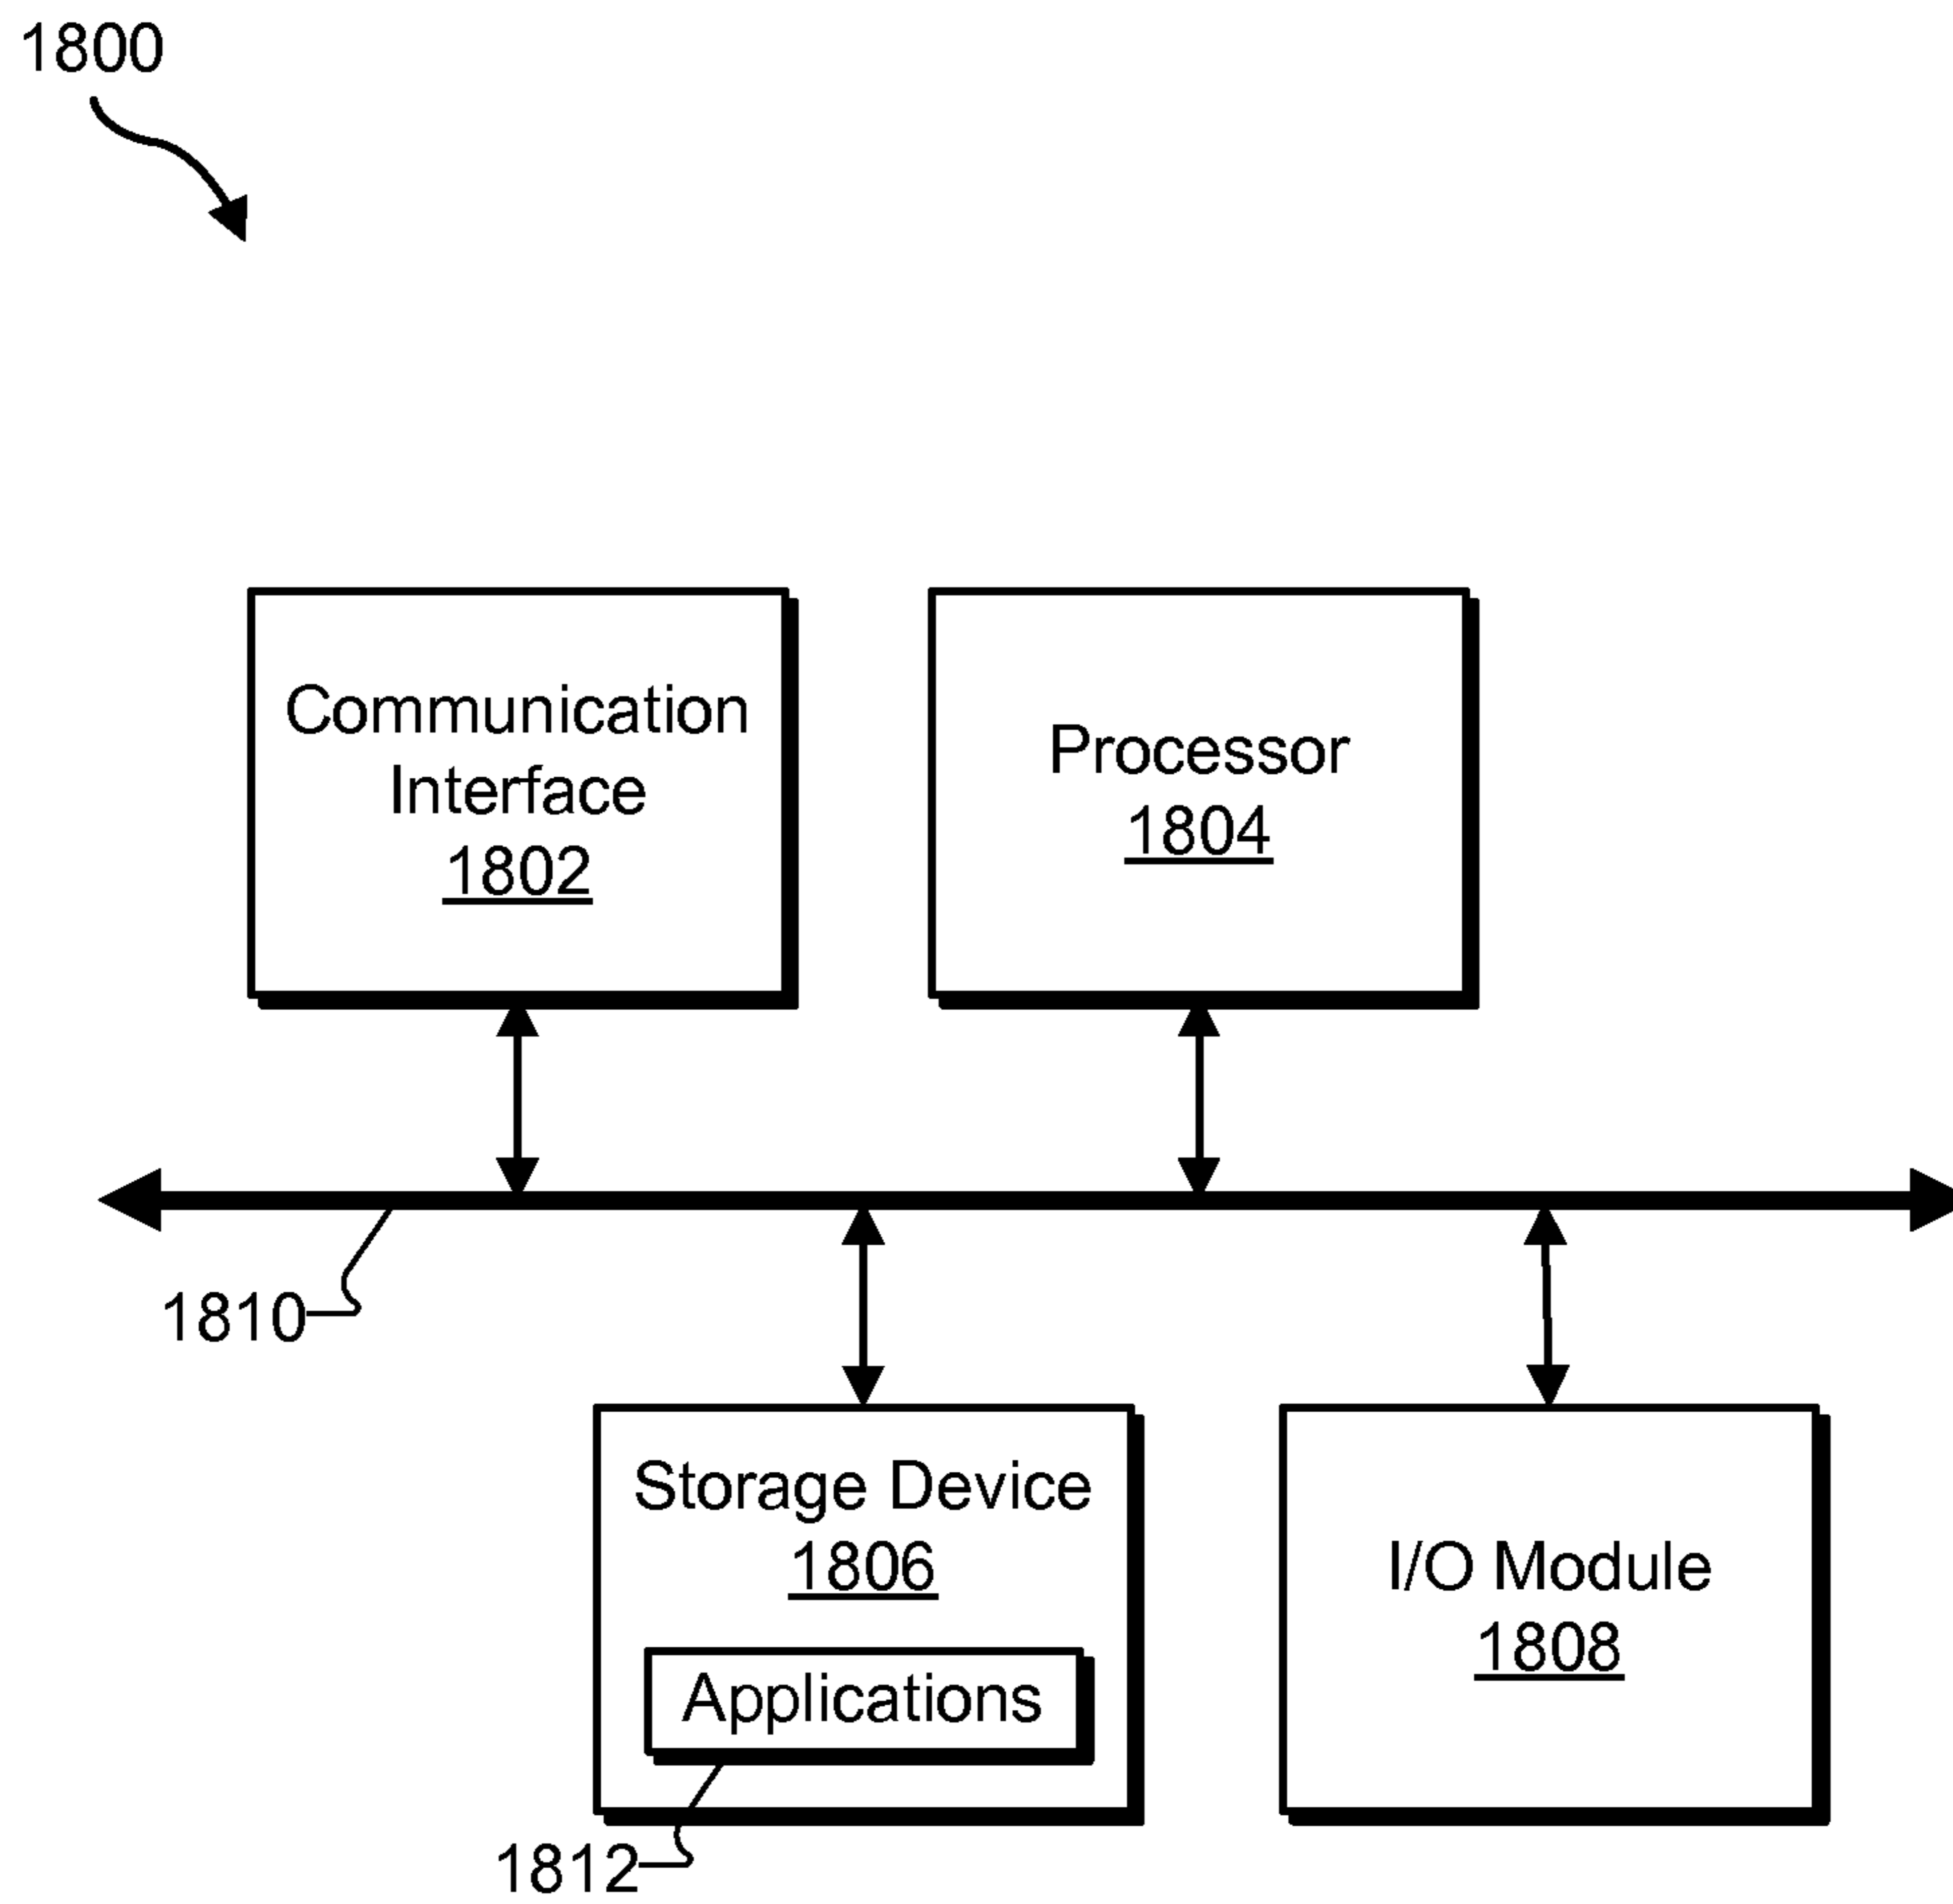 1800
Communication
Interface
1802
Processor
1804
1810
Storage Device
1806
Applications
1812
I/O Module
1808